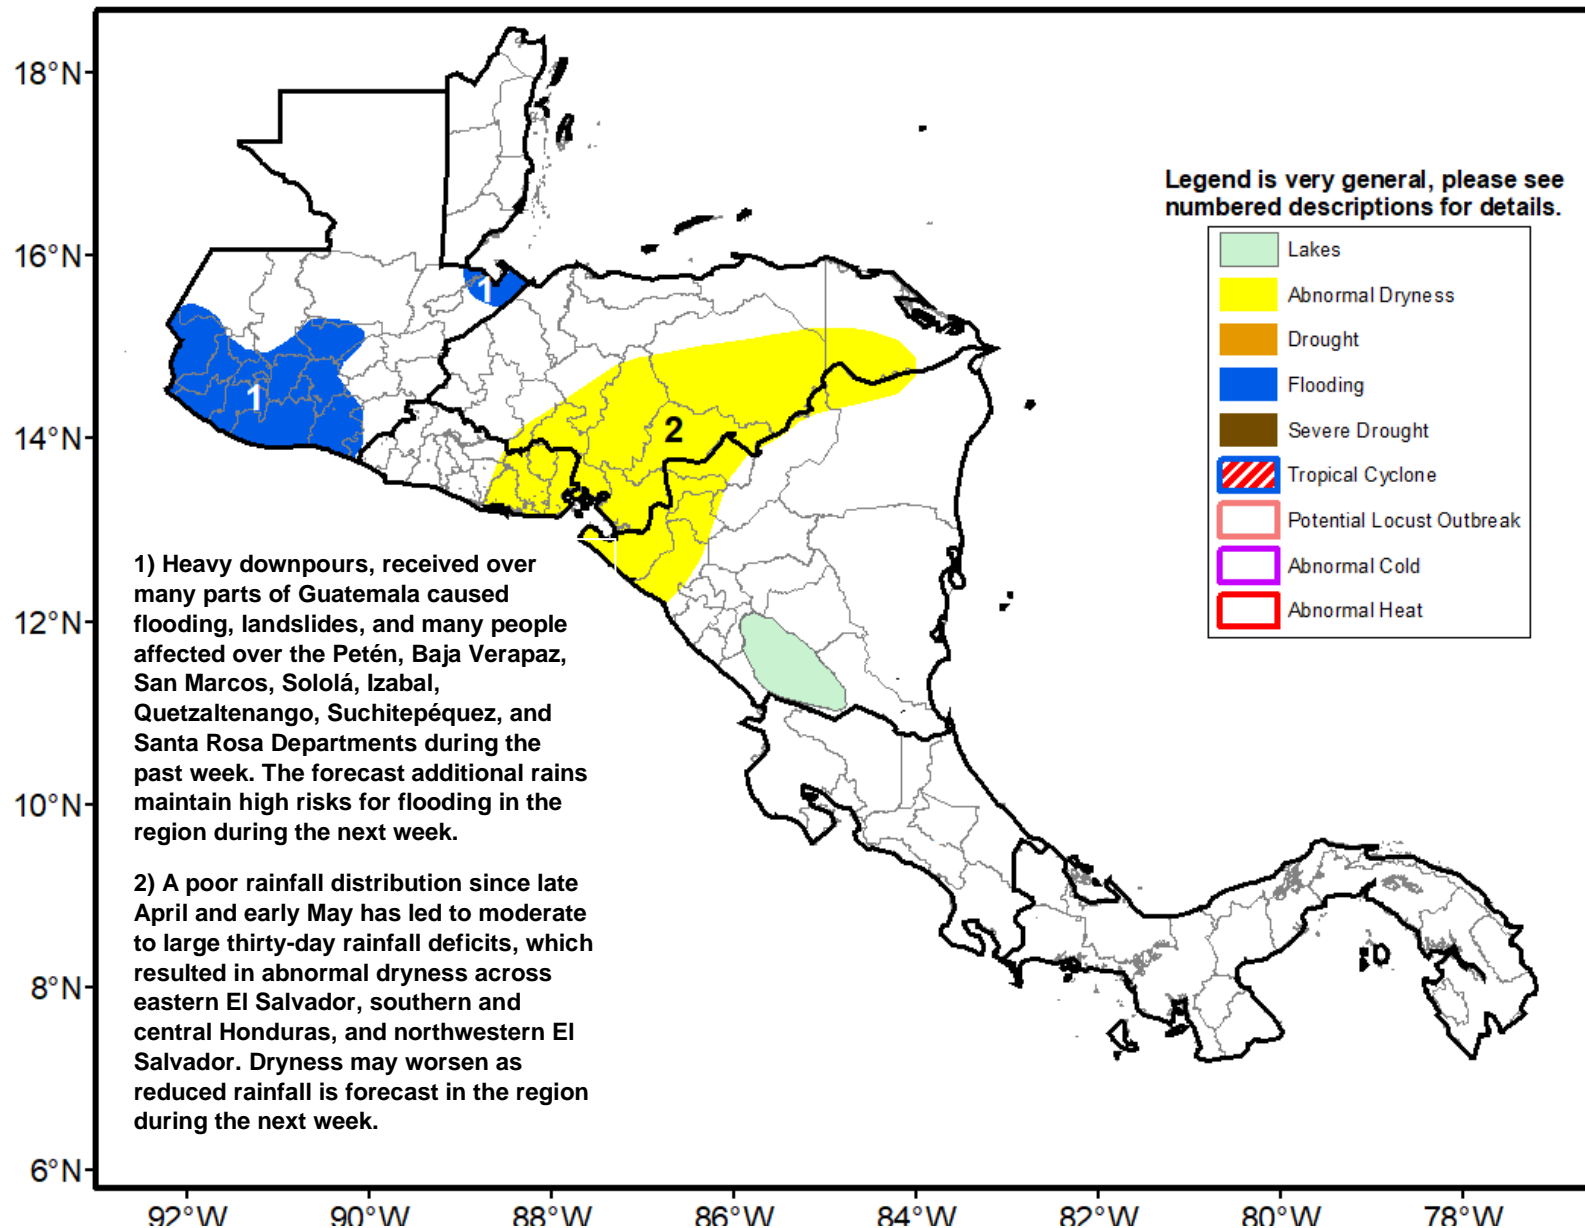 18°N
16°N
14°N
12°N
10°N
8°N
6°N
Legend is very general, please see
numbered descriptions for details.
Lakes
Abnormal Dryness
Drought
Flooding
Severe Drought
Tropical Cyclone
Potential Locust Outbreak
Abnormal Cold
Abnormal Heat
1
1
2
1) Heavy downpours, received over
many parts of Guatemala caused
flooding, landslides, and many people
affected over the Petén, Baja Verapaz,
San Marcos, Sololá, Izabal,
Quetzaltenango, Suchitepéquez, and
Santa Rosa Departments during the
past week. The forecast additional rains
maintain high risks for flooding in the
region during the next week.
2) A poor rainfall distribution since late
April and early May has led to moderate
to large thirty-day rainfall deficits, which
resulted in abnormal dryness across
eastern El Salvador, southern and
central Honduras, and northwestern El
Salvador. Dryness may worsen as
reduced rainfall is forecast in the region
during the next week.
92°W 90°W 88°W 86°W 84°W 82°W 80°W 78°W